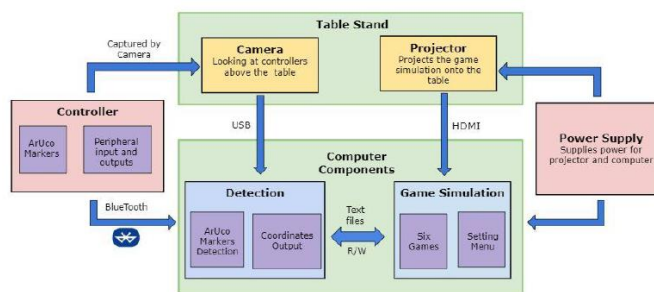 Table Stand
Captured by
Camera
Camera
Looking at controllers
above the table
Projector
Projects the game
simulation onto the
table
Controller
ArUco
Markers
Peripheral
input and
outputs
USB
HDMI
Power Supply
Supplies power for
projector and computer
BlueTooth
Computer
Components
Detection
ArUco
Markers
Detection
Coordinates
Output
Text
files
R/W
Game Simulation
Six
Games
Setting
Menu